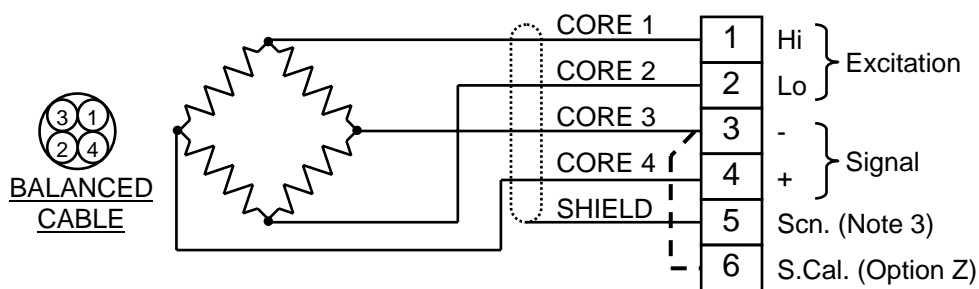 CORE 1
1 Hi
Excitation
CORE 2
2 Lo
3 1
2 4
BALANCED
CABLE
CORE 3
3 -
Signal
CORE 4
4 +
SHIELD
5 Scn. (Note 3)
6 S.Cal. (Option Z)